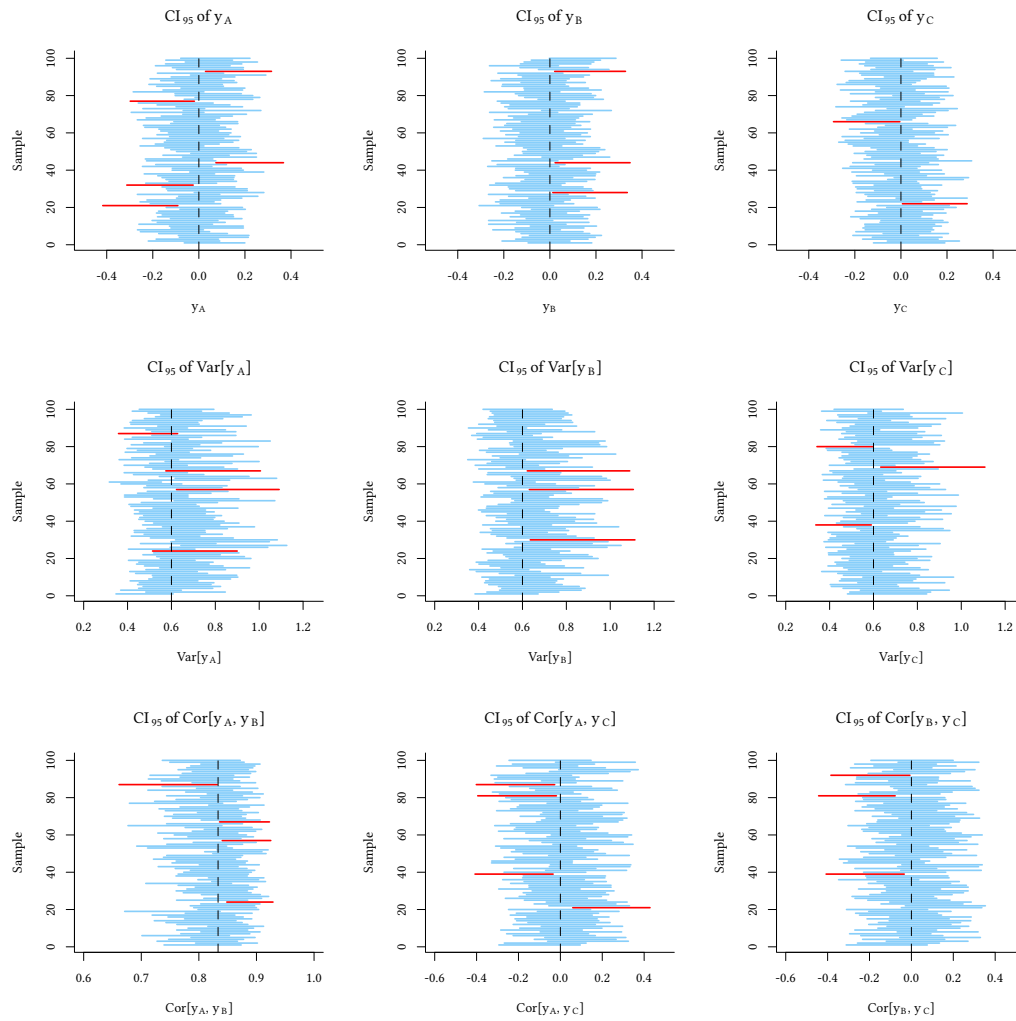 CI95 of yA
CI95 of yB
CI95 of yC
Sample
100
80
60
40
20
0
-0.4 -0.2 0.0 0.2 0.4
yA
Sample
100
80
60
40
20
0
-0.4 -0.2 0.0 0.2 0.4
yB
Sample
100
80
60
40
20
0
-0.4 -0.2 0.0 0.2 0.4
yC
CI95 of Var[yA]
CI95 of Var[yB]
CI95 of Var[yC]
Sample
100
80
60
40
20
0
0.2 0.4 0.6 0.8 1.0 1.2
Var[yA]
Sample
100
80
60
40
20
0
0.2 0.4 0.6 0.8 1.0 1.2
Var[yB]
Sample
100
80
60
40
20
0
0.2 0.4 0.6 0.8 1.0 1.2
Var[yC]
CI95 of Cor[yA, yB]
CI95 of Cor[yA, yC]
CI95 of Cor[yB, yC]
Sample
100
80
60
40
20
0
0.6 0.7 0.8 0.9 1.0
Cor[yA, yB]
Sample
100
80
60
40
20
0
-0.6 -0.4 -0.2 0.0 0.2 0.4
Cor[yA, yC]
Sample
100
80
60
40
20
0
-0.6 -0.4 -0.2 0.0 0.2 0.4
Cor[yB, yC]